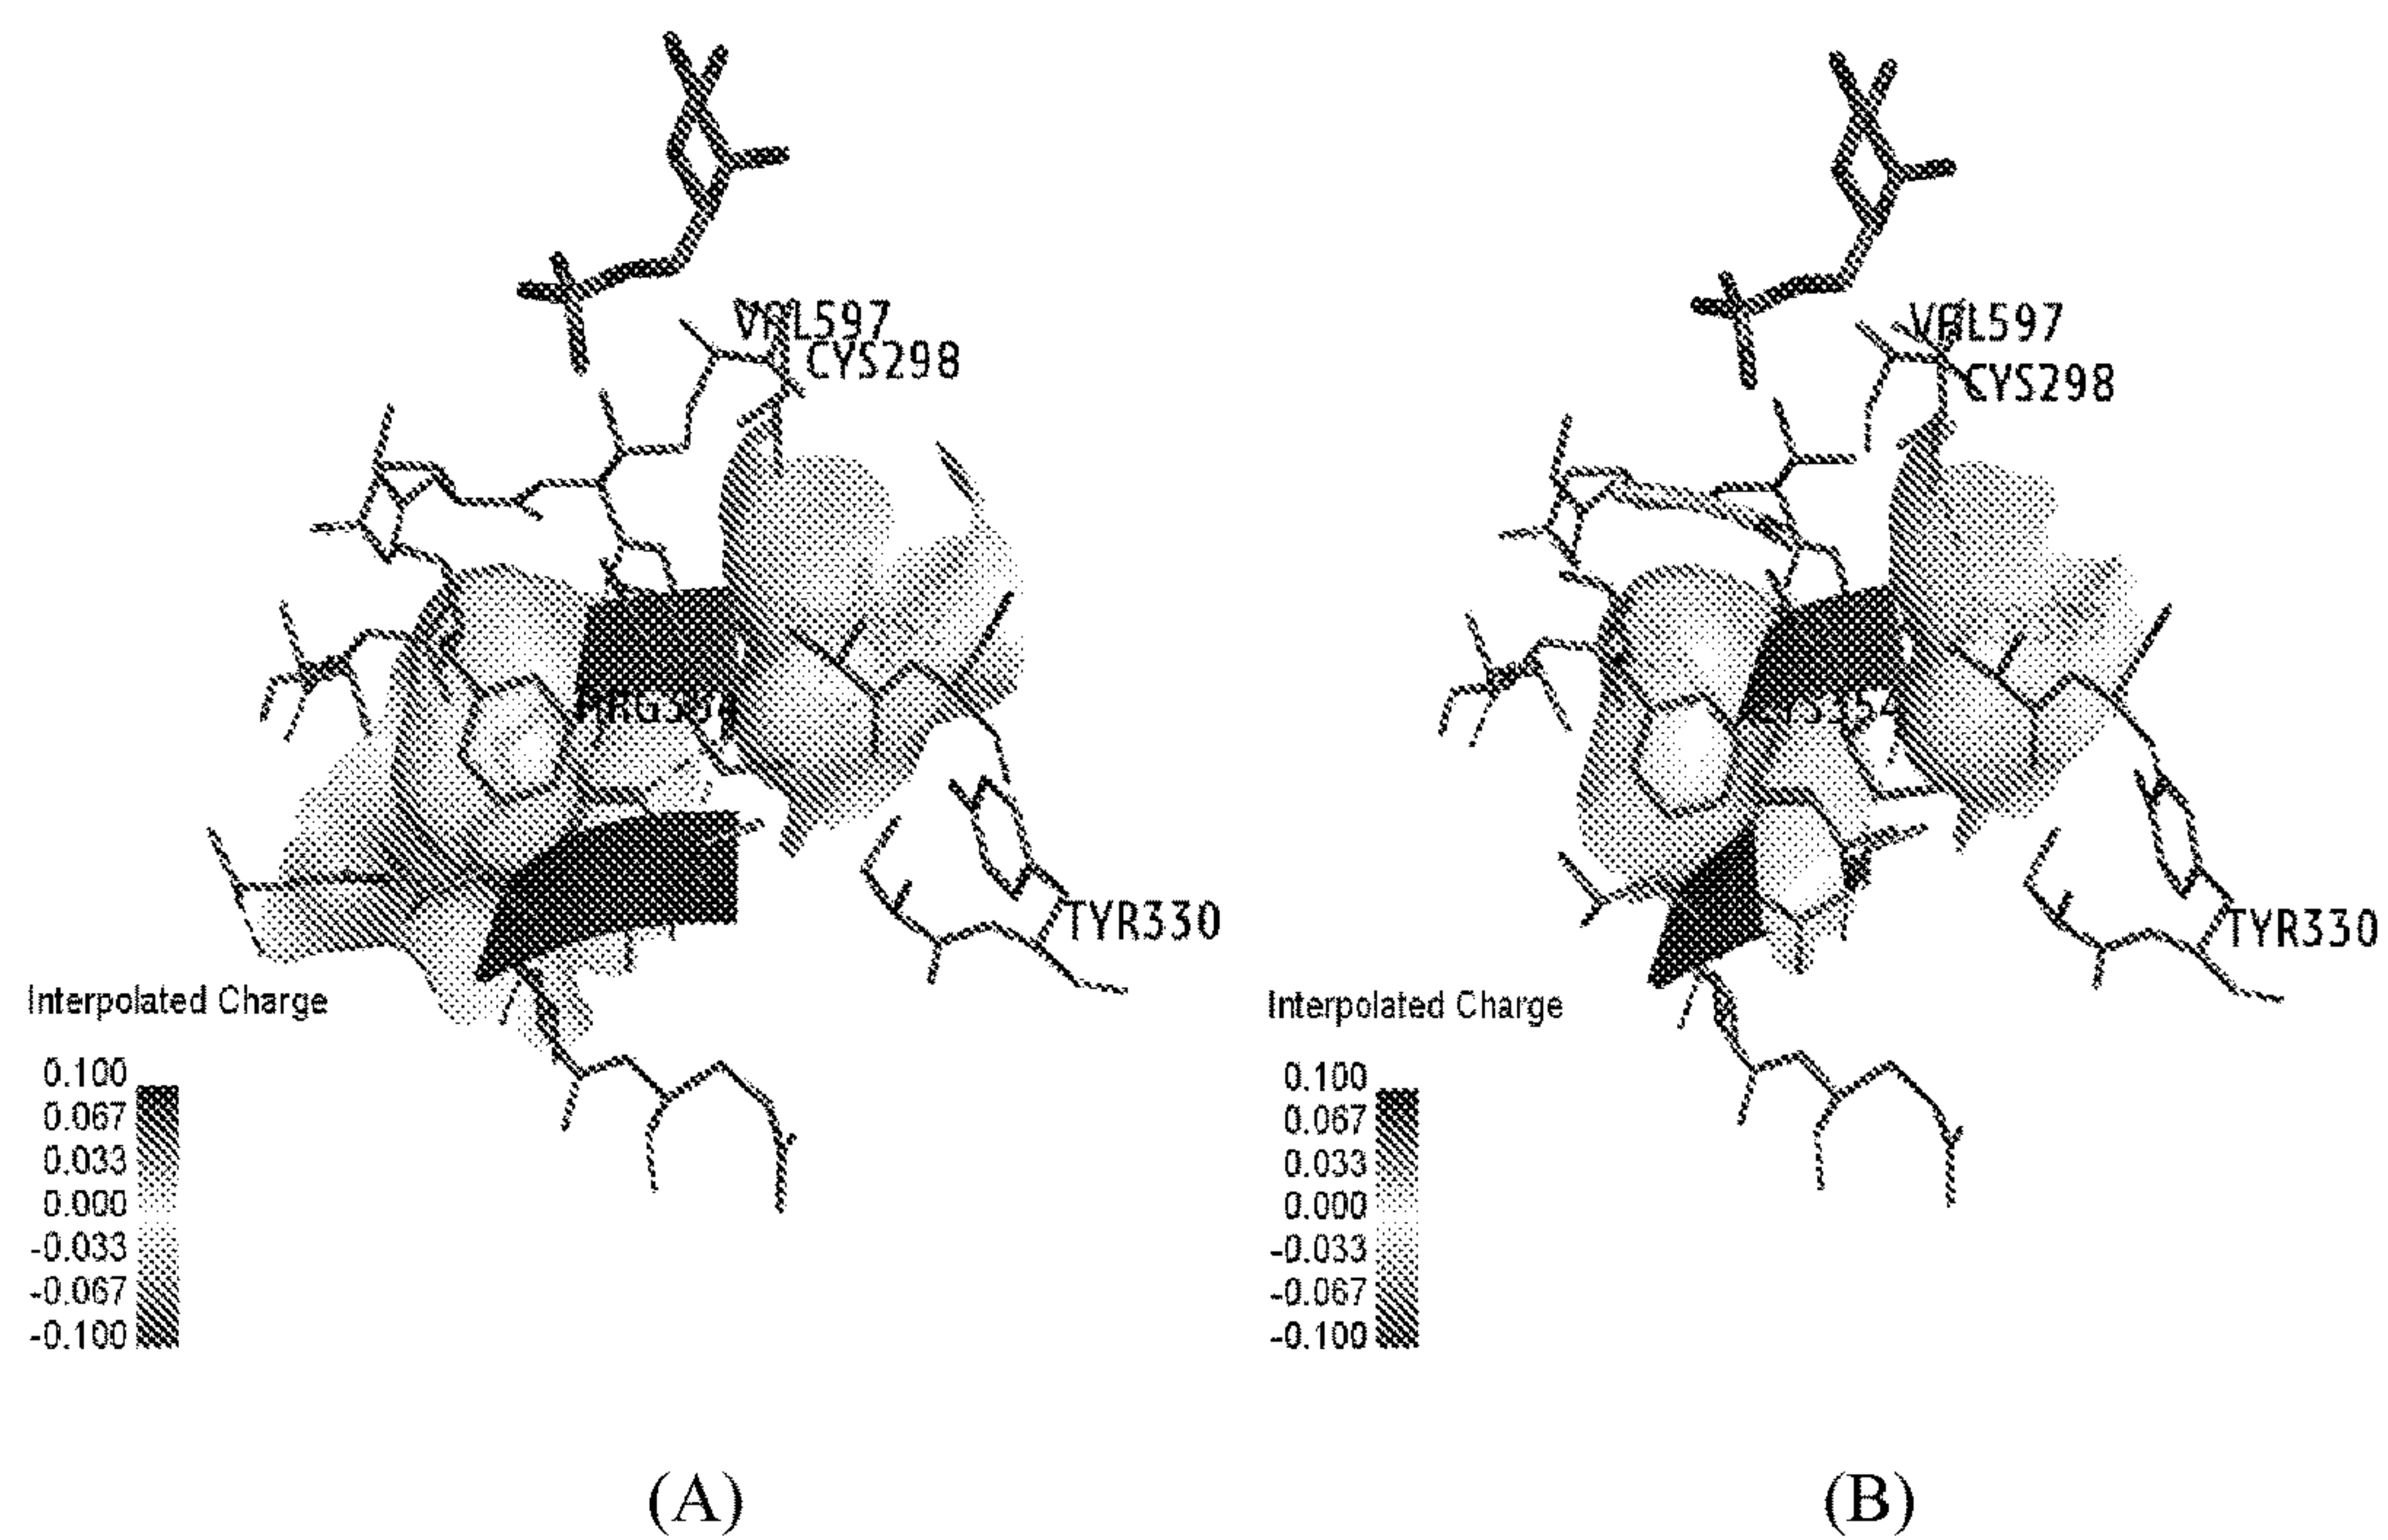 VAL597
CYS298
TYR330
Interpolated Charge
0.100
0.067
0.033
0.000
-0.033
-0.067
-0.100
(A)
VAL597
CYS298
TYR330
Interpolated Charge
0.100
0.067
0.033
0.000
-0.033
-0.067
-0.100
(B)